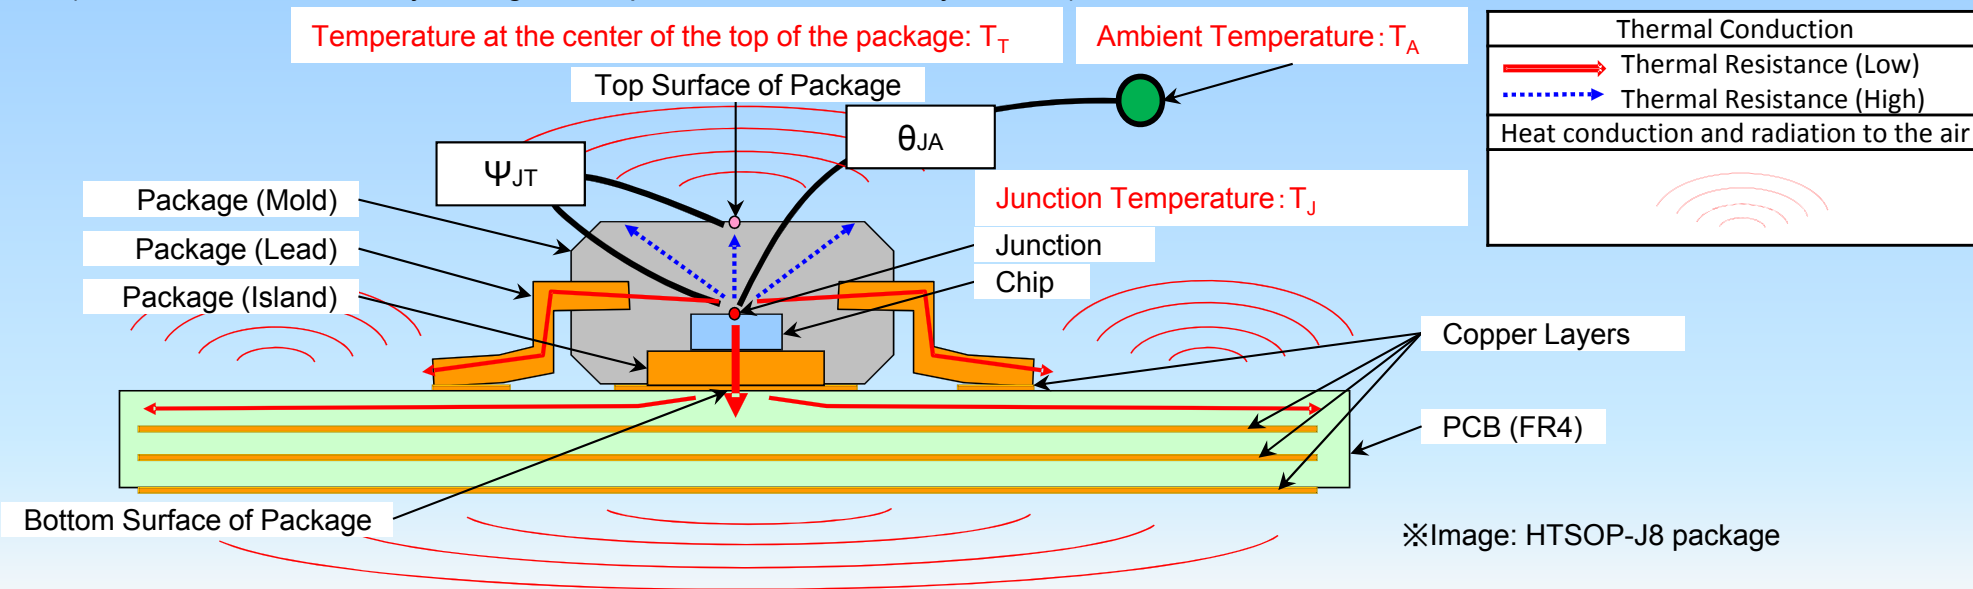 Temperature at the center of the top of the package: TT
Ambient Temperature: TA
Thermal Conduction
Thermal Resistance (Low)
Thermal Resistance (High)
Heat conduction and radiation to the air
Top Surface of Package
θJA
ΨJT
Package (Mold)
Junction Temperature: TJ
Package (Lead)
Junction
Package (Island)
Chip
Copper Layers
PCB (FR4)
Bottom Surface of Package
※Image: HTSOP-J8 package